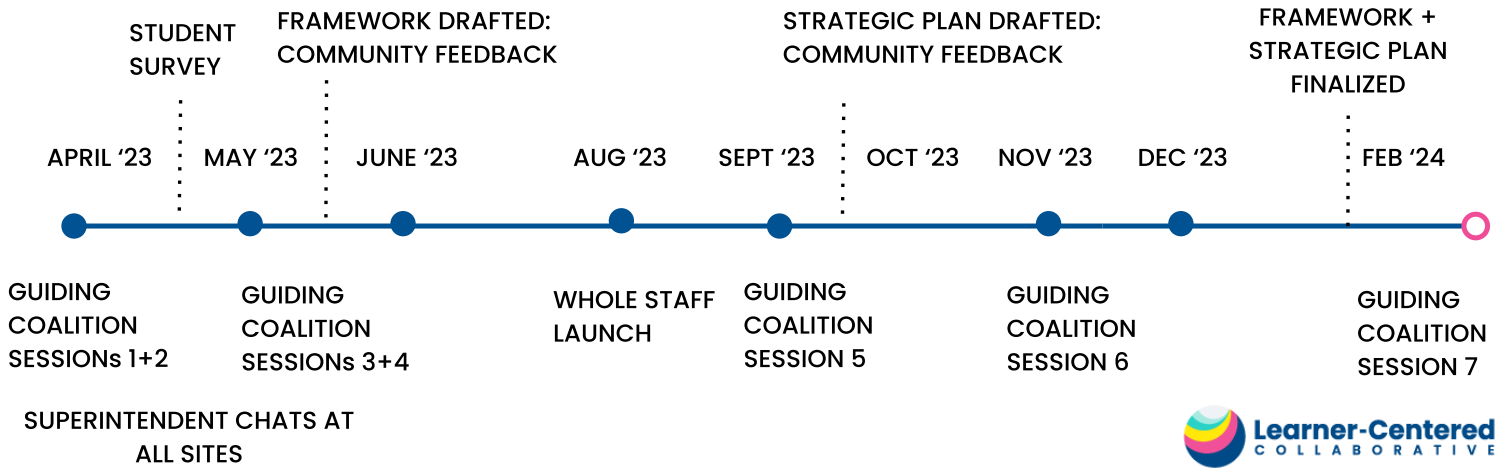 STUDENT
SURVEY
FRAMEWORK DRAFTED:
COMMUNITY FEEDBACK
STRATEGIC PLAN DRAFTED:
COMMUNITY FEEDBACK
FRAMEWORK +
STRATEGIC PLAN
FINALIZED
APRIL ‘23
MAY ‘23
JUNE ‘23
AUG ‘23
SEPT ‘23
OCT ‘23
NOV ‘23
DEC ‘23
FEB ‘24
GUIDING
COALITION
SESSIONs 1+2
GUIDING
COALITION
SESSIONs 3+4
WHOLE STAFF
LAUNCH
GUIDING
COALITION
SESSION 5
GUIDING
COALITION
SESSION 6
GUIDING
COALITION
SESSION 7
SUPERINTENDENT CHATS AT
ALL SITES
Learner-Centered
COLLABORATIVE